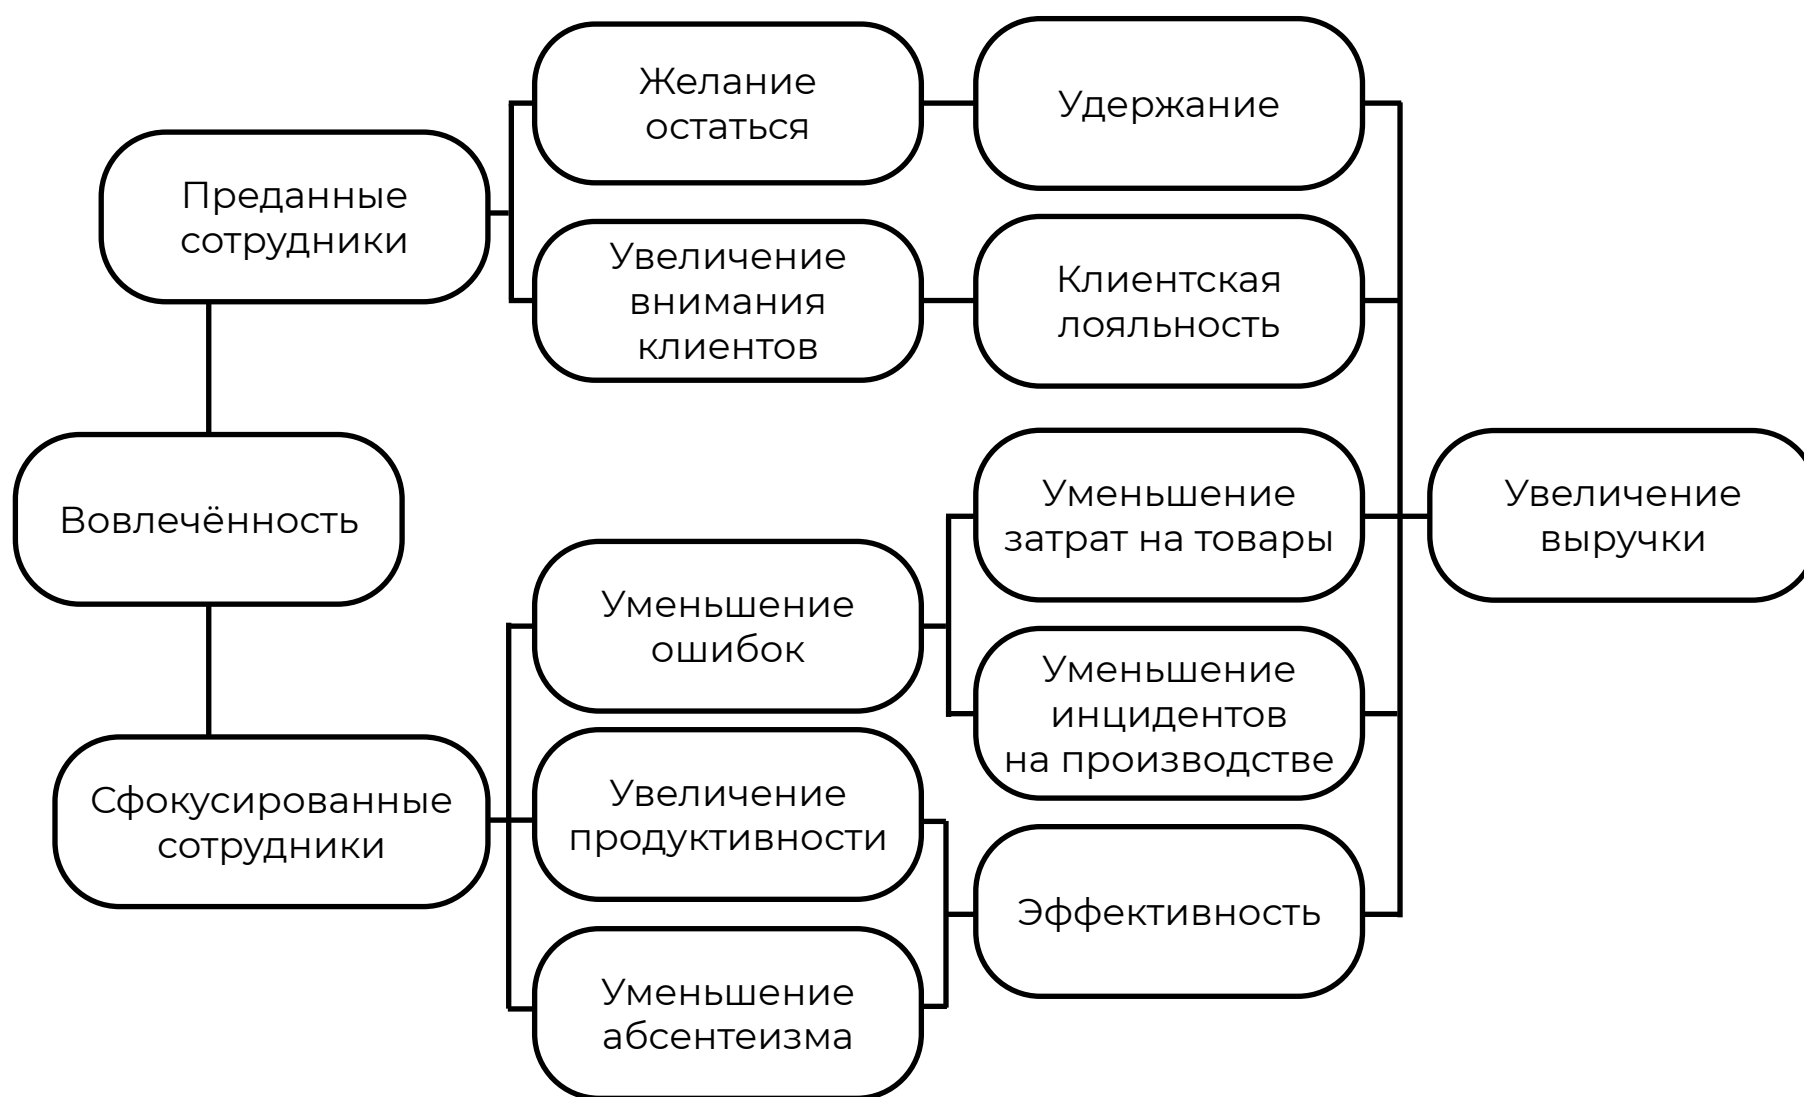 Желание
остаться
Удержание
Преданные
сотрудники
Увеличение
внимания
клиентов
Клиентская
лояльность
Вовлечённость
Уменьшение
затрат на товары
Увеличение
выручки
Уменьшение
ошибок
Уменьшение
инцидентов
на производстве
Сфокусированные
сотрудники
Увеличение
продуктивности
Эффективность
Уменьшение
абсентеизма